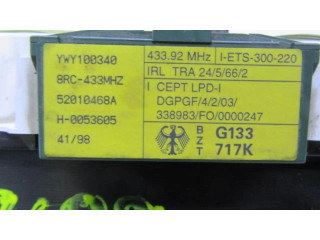 YWY100340
8RC-433MHZ
52010468A
H-0053605
41/98
433.92 MHz I-ETS-300-220
IRL TRA 24/5/66/2
I CEPT LPD-I
DGPGF/4/2/03/
338983/FO/0000247
BZT G133
717K